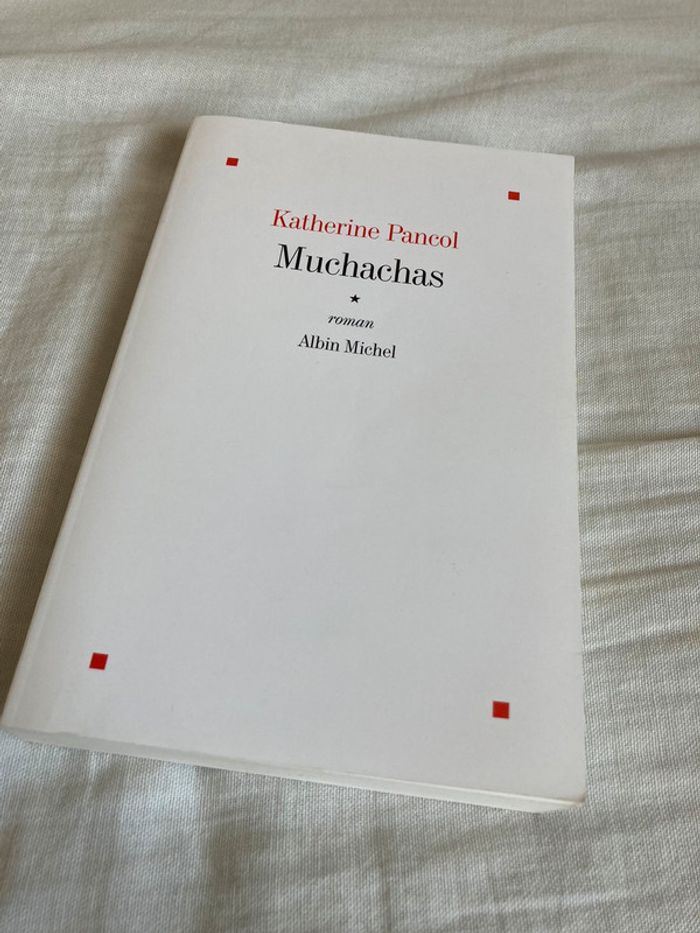 Katherine Pancol
Muchachas
★
roman
Albin Michel